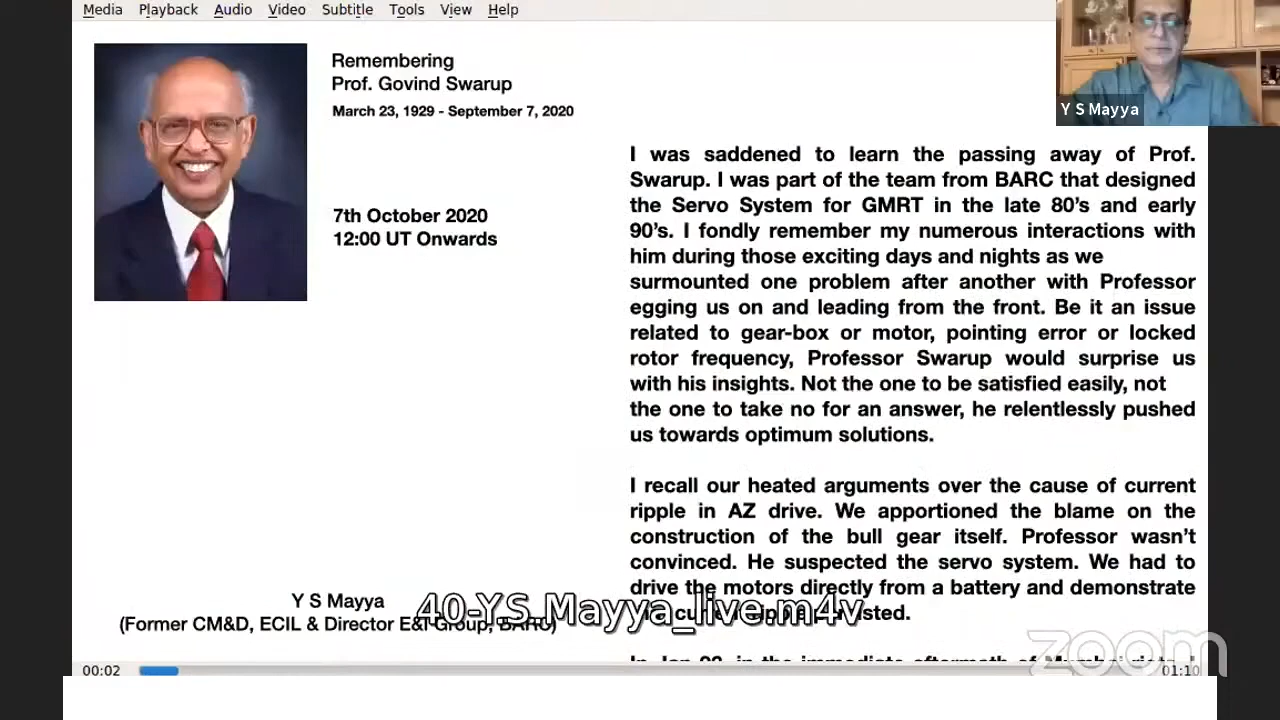 Media Playback Audio Video Subtitle Tools View Help
Remembering
Prof. Govind Swarup
March 23, 1929 - September 7, 2020
7th October 2020
12:00 UT Onwards
Y S Mayya
I was saddened to learn the passing away of Prof.
Swarup. I was part of the team from BARC that designed
the Servo System for GMRT in the late 80's and early
90's. I fondly remember my numerous interactions with
him during those exciting days and nights as we
surmounted one problem after another with Professor
egging us on and leading from the front. Be it an issue
related to gear-box or motor, pointing error or locked
rotor frequency, Professor Swarup would surprise us
with his insights. Not the one to be satisfied easily, not
the one to take no for an answer, he relentlessly pushed
us towards optimum solutions.
I recall our heated arguments over the cause of current
ripple in AZ drive. We apportioned the blame on the
construction of the bull gear itself. Professor wasn't
convinced. He suspected the servo system. We had to
drive the motors directly from a battery and demonstrate
Y S Mayya
(Former CM&D, ECIL & Director E&I Group, BARC)
40-YS_Mayya_live.m4v
zoom
00:02
01:10